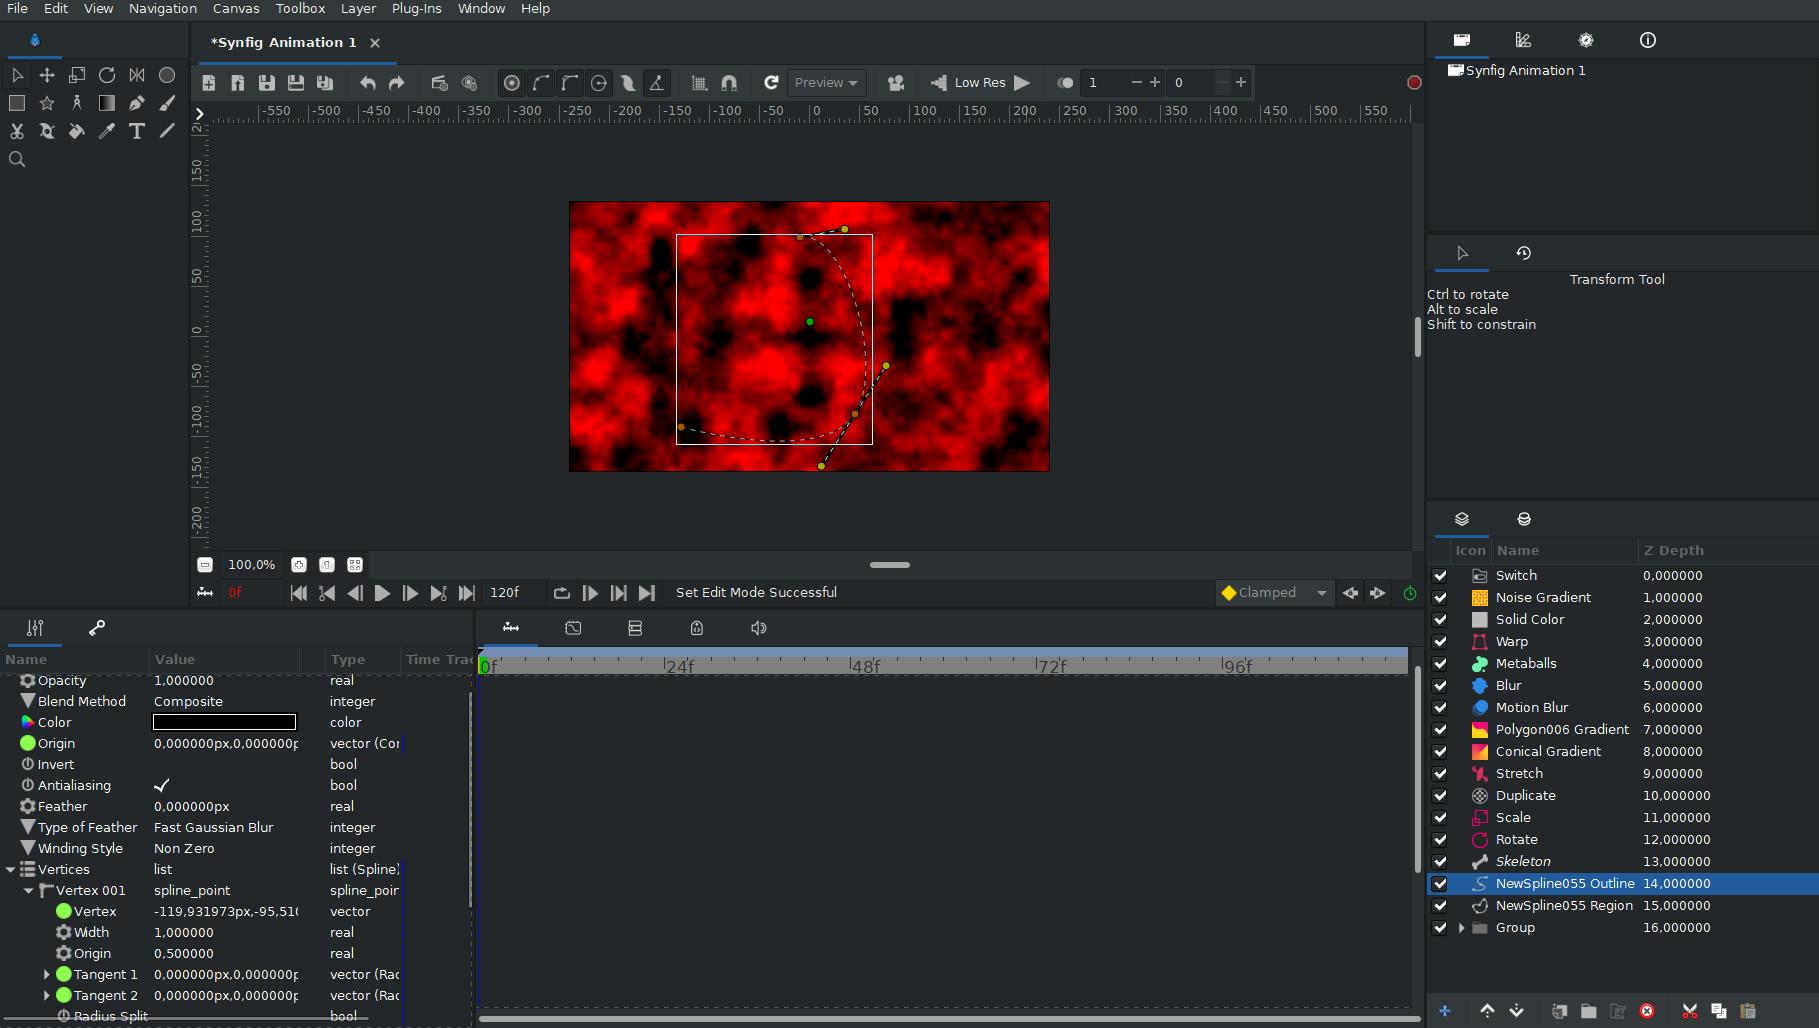 File Edit View Navigation Canvas Toolbox Layer Plug-Ins Window Help
*Synfig Animation 1
Preview
Low Res
1
0
-550 -500 -450 -400 -350 -300 -250 -200 -150 -100 -50 0 50 100 150 200 250 300 350 400 450 500 550
150
100
50
0
-50
-100
-150
-200
100,0%
0f
120f
Set Edit Mode Successful
Clamped
Synfig Animation 1
Transform Tool
Ctrl to rotate
Alt to scale
Shift to constrain
Icon Name Z Depth
Switch 0,000000
Noise Gradient 1,000000
Solid Color 2,000000
Warp 3,000000
Metaballs 4,000000
Blur 5,000000
Motion Blur 6,000000
Polygon006 Gradient 7,000000
Conical Gradient 8,000000
Stretch 9,000000
Duplicate 10,000000
Scale 11,000000
Rotate 12,000000
Skeleton 13,000000
NewSpline055 Outline 14,000000
NewSpline055 Region 15,000000
Group 16,000000
Name Value Type Time Trac
Opacity 1,000000 real
Blend Method Composite integer
Color color
Origin 0,000000px,0,000000p vector (Cor
Invert bool
Antialiasing bool
Feather 0,000000px real
Type of Feather Fast Gaussian Blur integer
Winding Style Non Zero integer
Vertices list list (Spline)
Vertex 001 spline_point spline_poin
Vertex -119,931973px,-95,510 vector
Width 1,000000 real
Origin 0,500000 real
Tangent 1 0,000000px,0,000000p vector (Rad
Tangent 2 0,000000px,0,000000p vector (Rad
Radius Split bool
0f 24f 48f 72f 96f